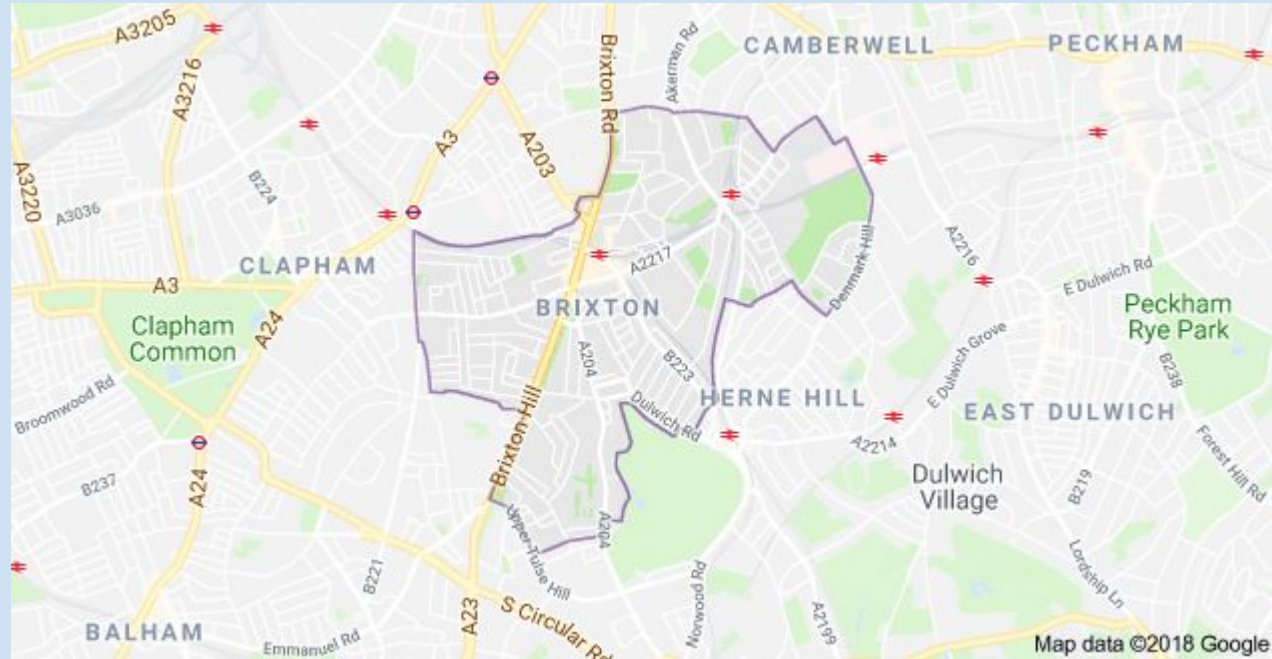 A3205
Brixton Rd
Akerman Rd
CAMBERWELL
PECKHAM
A3216
A3
A203
A3220
B224
A3036
A2217
Denmark Hill
A2216
CLAPHAM
E Dulwich Rd
A3
BRIXTON
Peckham
Rye Park
Clapham
Common
A24
A204
B223
E Dulwich Grove
B238
Broomwood Rd
Brixton Hill
Dulwich Rd
HERNE HILL
EAST DULWICH
A2214
Forest Hill Rd
B237
A24
Dulwich
Village
B219
Upper Tulse Hill
A204
B221
Lordship Ln
Norwood Rd
A23
S Circular Rd
A2199
BALHAM
Emmanuel Rd
Map data ©2018 Google